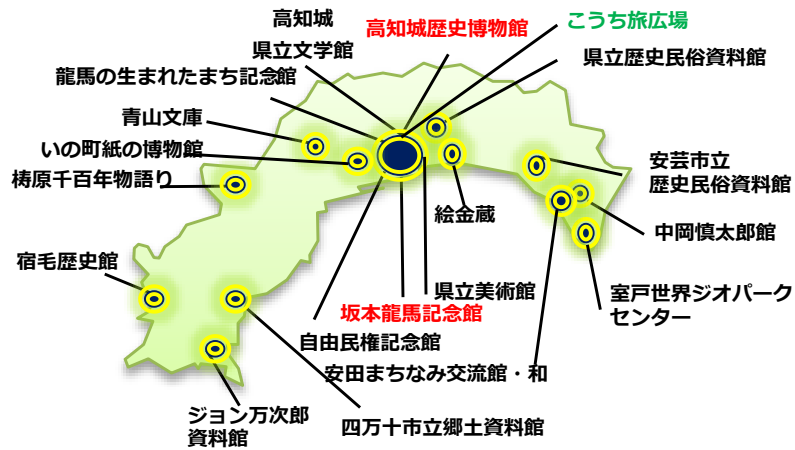 高知城
県立文学館
高知城歴史博物館
こうち旅広場
県立歴史民俗資料館
龍馬の生まれたまち記念館
青山文庫
いの町紙の博物館
梼原千百年物語り
安芸市立
歴史民俗資料館
絵金蔵
中岡慎太郎館
宿毛歴史館
県立美術館
室戸世界ジオパーク
センター
坂本龍馬記念館
自由民権記念館
安田まちなみ交流館・和
ジョン万次郎
資料館
四万十市立郷土資料館